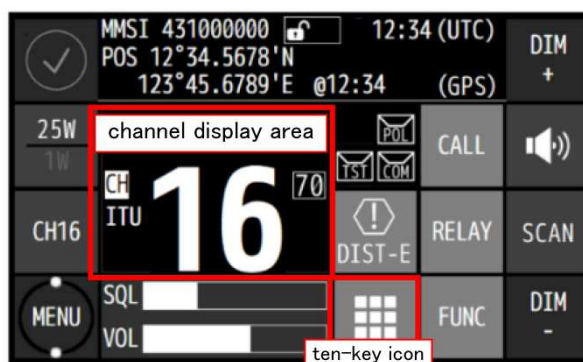 MMSI 431000000 12:34 (UTC)
POS 12°34.5678'N
123°45.6789'E @12:34 (GPS)
DIM
+
25W
1W
channel display area
CH
ITU
16
70
POL
TST COM
CALL
CH16
DIST-E
RELAY
SCAN
MENU
SQL
VOL
FUNC
DIM
-
ten-key icon